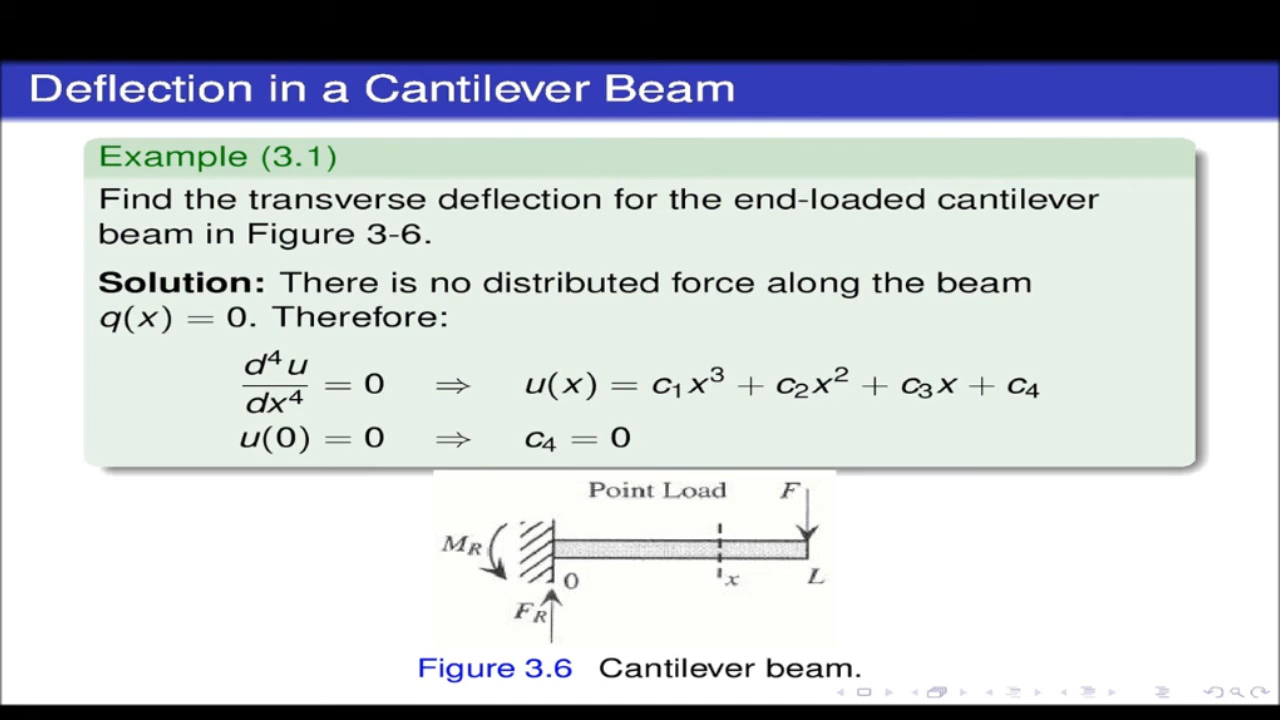 Deflection in a Cantilever Beam
Example (3.1)
Find the transverse deflection for the end-loaded cantilever
beam in Figure 3-6.
Solution: There is no distributed force along the beam
q(x) = 0. Therefore:
d⁴u/dx⁴ = 0 ⇒ u(x) = c₁x³ + c₂x² + c₃x + c₄
u(0) = 0 ⇒ c₄ = 0
Point Load F
M_R
0 x L
F_R
Figure 3.6 Cantilever beam.